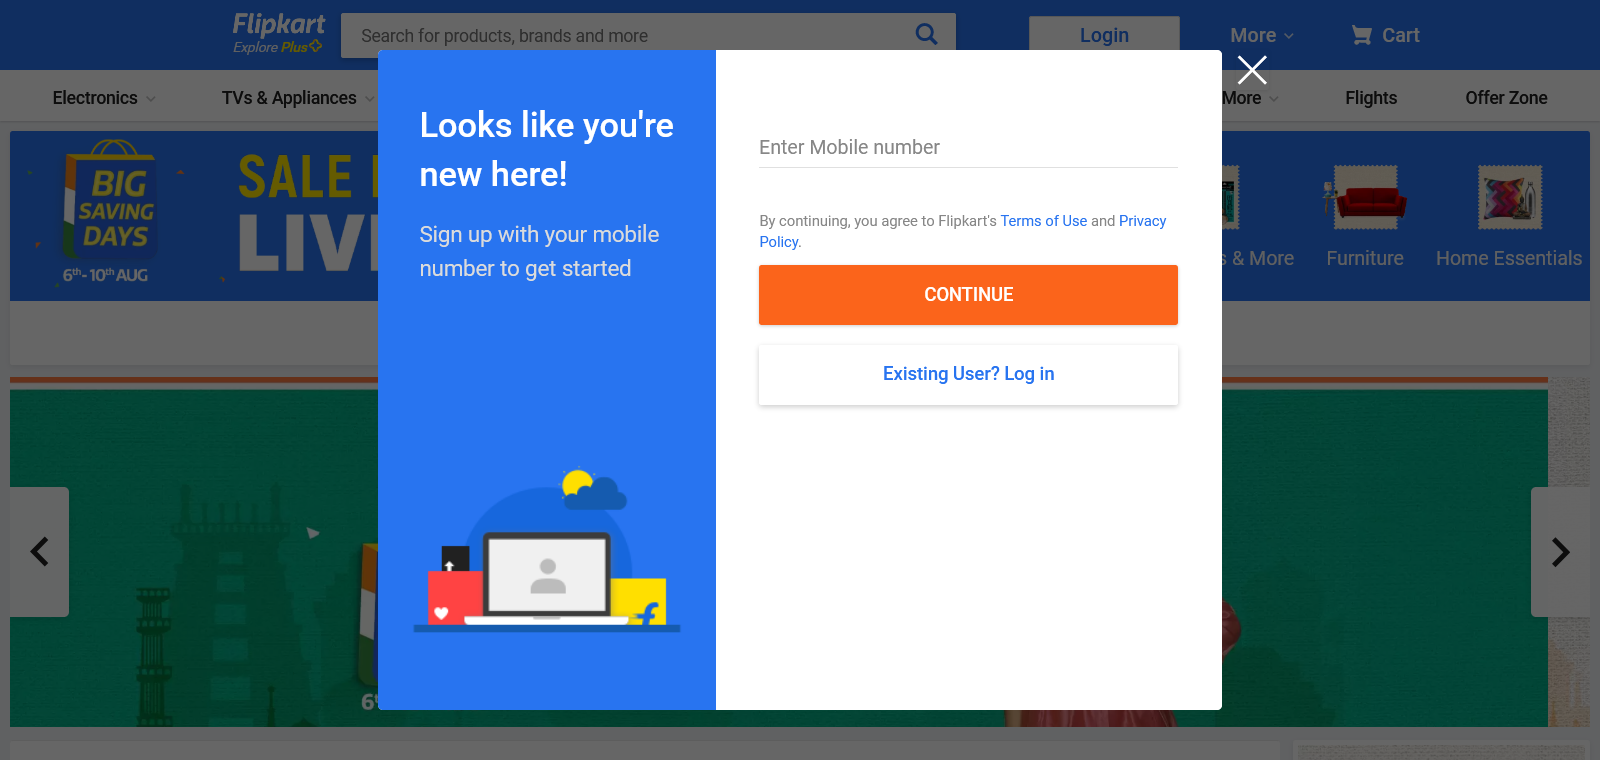 Flipkart
Explore Plus
Search for products, brands and more
Login
More
Cart
Electronics
TVs & Appliances
More
Flights
Offer Zone
BIG
SAVING
DAYS
6th-10th AUG
SALE
LIV
& More
Furniture
Home Essentials
Looks like you're
new here!
Sign up with your mobile
number to get started
Enter Mobile number
By continuing, you agree to Flipkart's Terms of Use and Privacy
Policy.
CONTINUE
Existing User? Log in